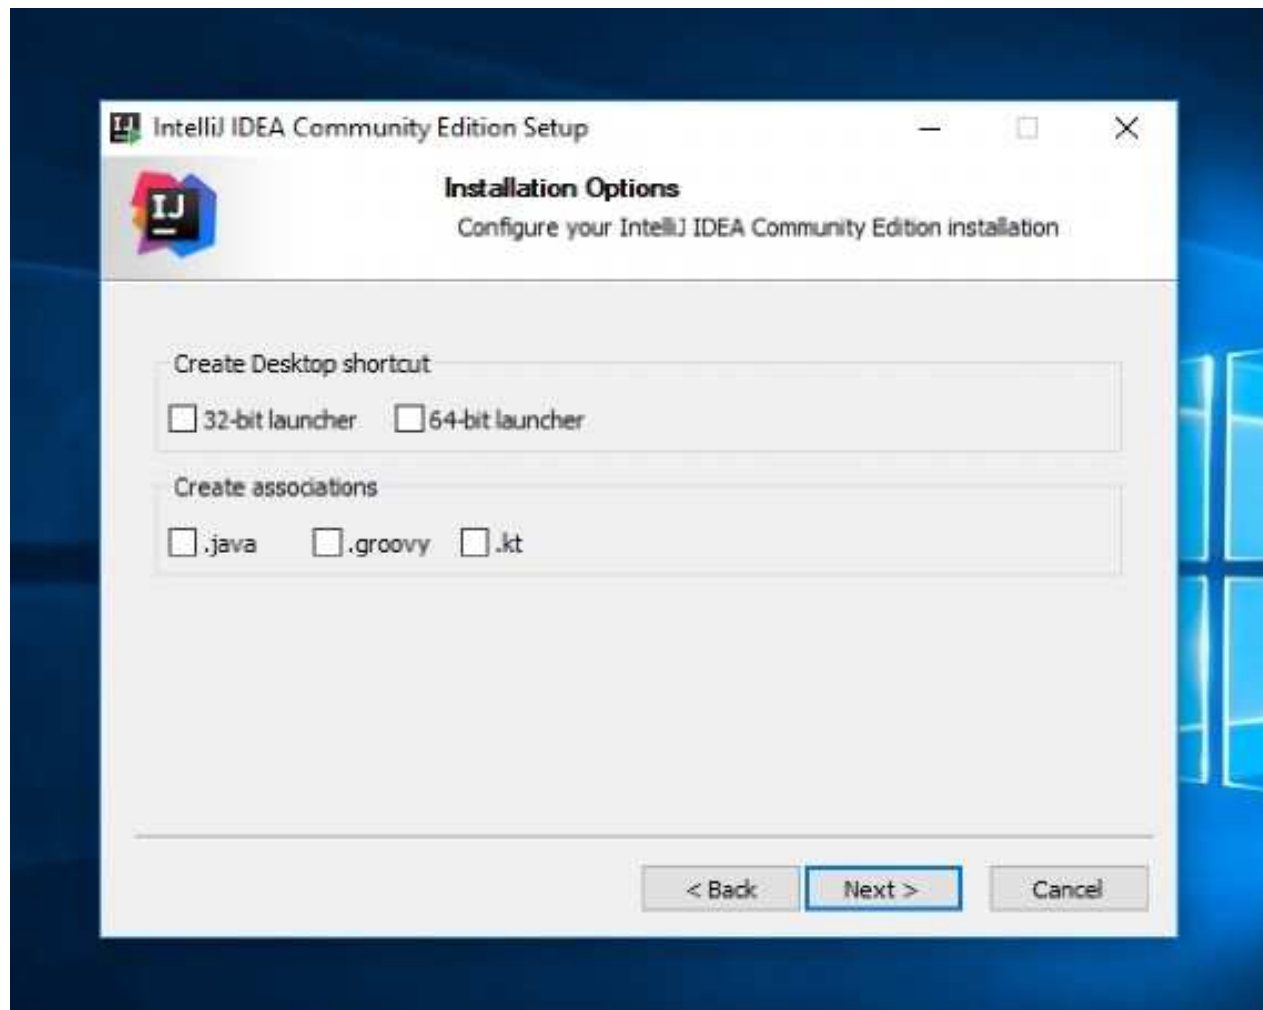 IntelliJ IDEA Community Edition Setup
IJ
Installation Options
Configure your IntelliJ IDEA Community Edition installation
Create Desktop shortcut
32-bit launcher 64-bit launcher
Create associations
.java .groovy .kt
< Back Next > Cancel